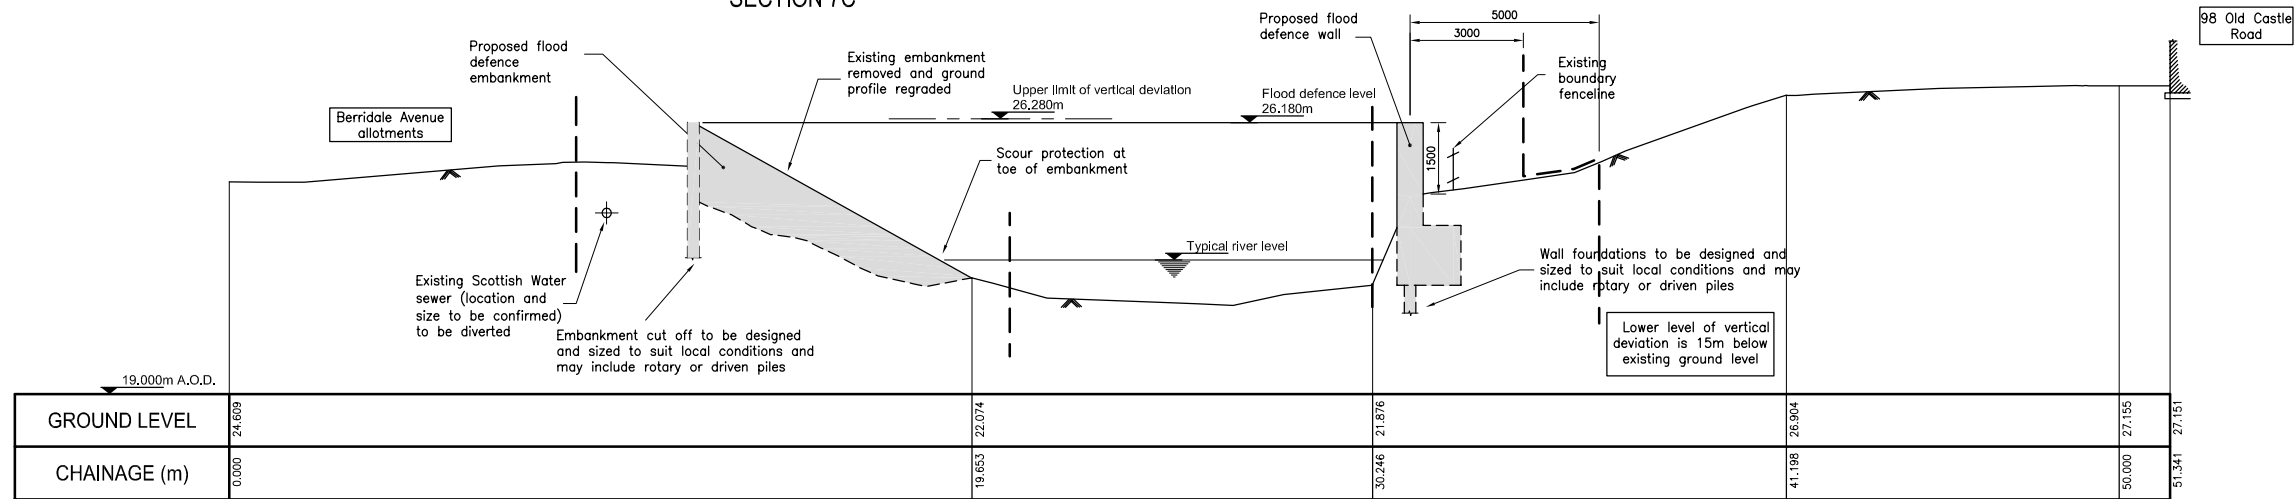 SECTION 7C
98 Old Castle
Road
Proposed flood
defence
embankment
Existing embankment
removed and ground
profile regraded
Upper limit of vertical deviation
26.280m
Flood defence level
26.180m
Proposed flood
defence wall
5000
3000
Existing
boundary
fenceline
Berridale Avenue
allotments
1500
Scour protection at
toe of embankment
Typical river level
Existing Scottish Water
sewer (location and
size to be confirmed)
to be diverted
Embankment cut off to be designed
and sized to suit local conditions and
may include rotary or driven piles
Wall foundations to be designed and
sized to suit local conditions and may
include rotary or driven piles
Lower level of vertical
deviation is 15m below
existing ground level
19.000m A.O.D.
GROUND LEVEL 24.609 22.074 21.876 26.904 27.155 27.151
CHAINAGE (m) 0.000 19.653 30.246 41.198 50.000 51.341